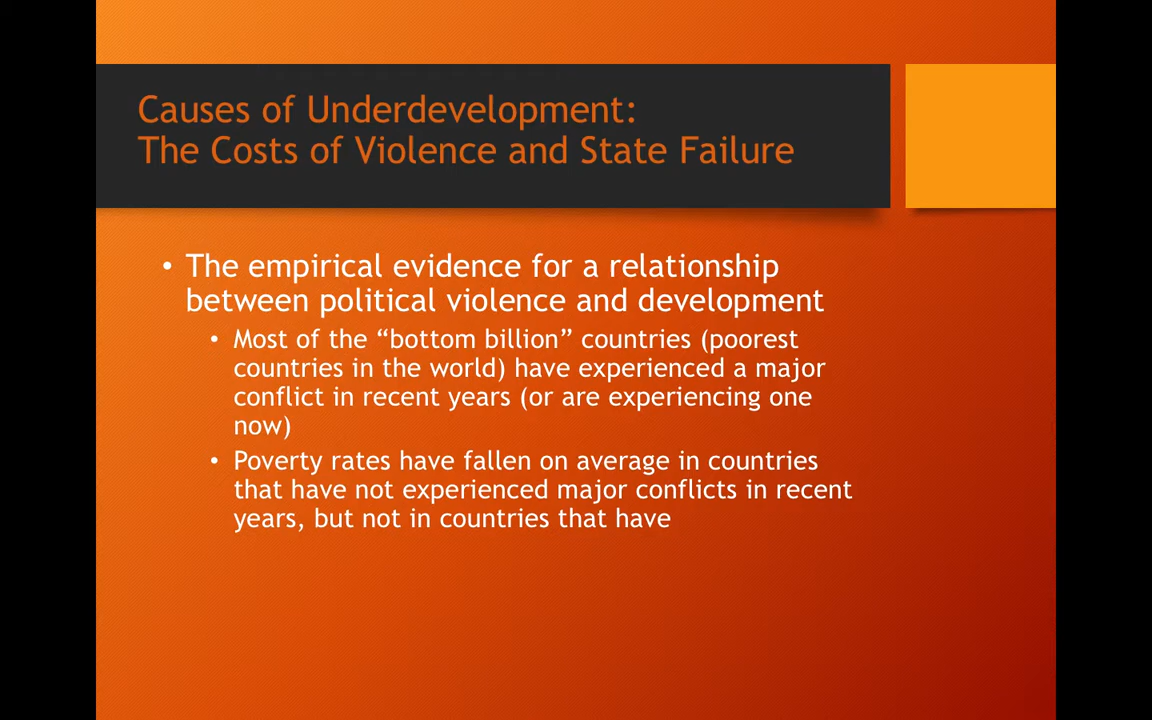 Causes of Underdevelopment:
The Costs of Violence and State Failure
• The empirical evidence for a relationship
between political violence and development
• Most of the “bottom billion” countries (poorest
countries in the world) have experienced a major
conflict in recent years (or are experiencing one
now)
• Poverty rates have fallen on average in countries
that have not experienced major conflicts in recent
years, but not in countries that have